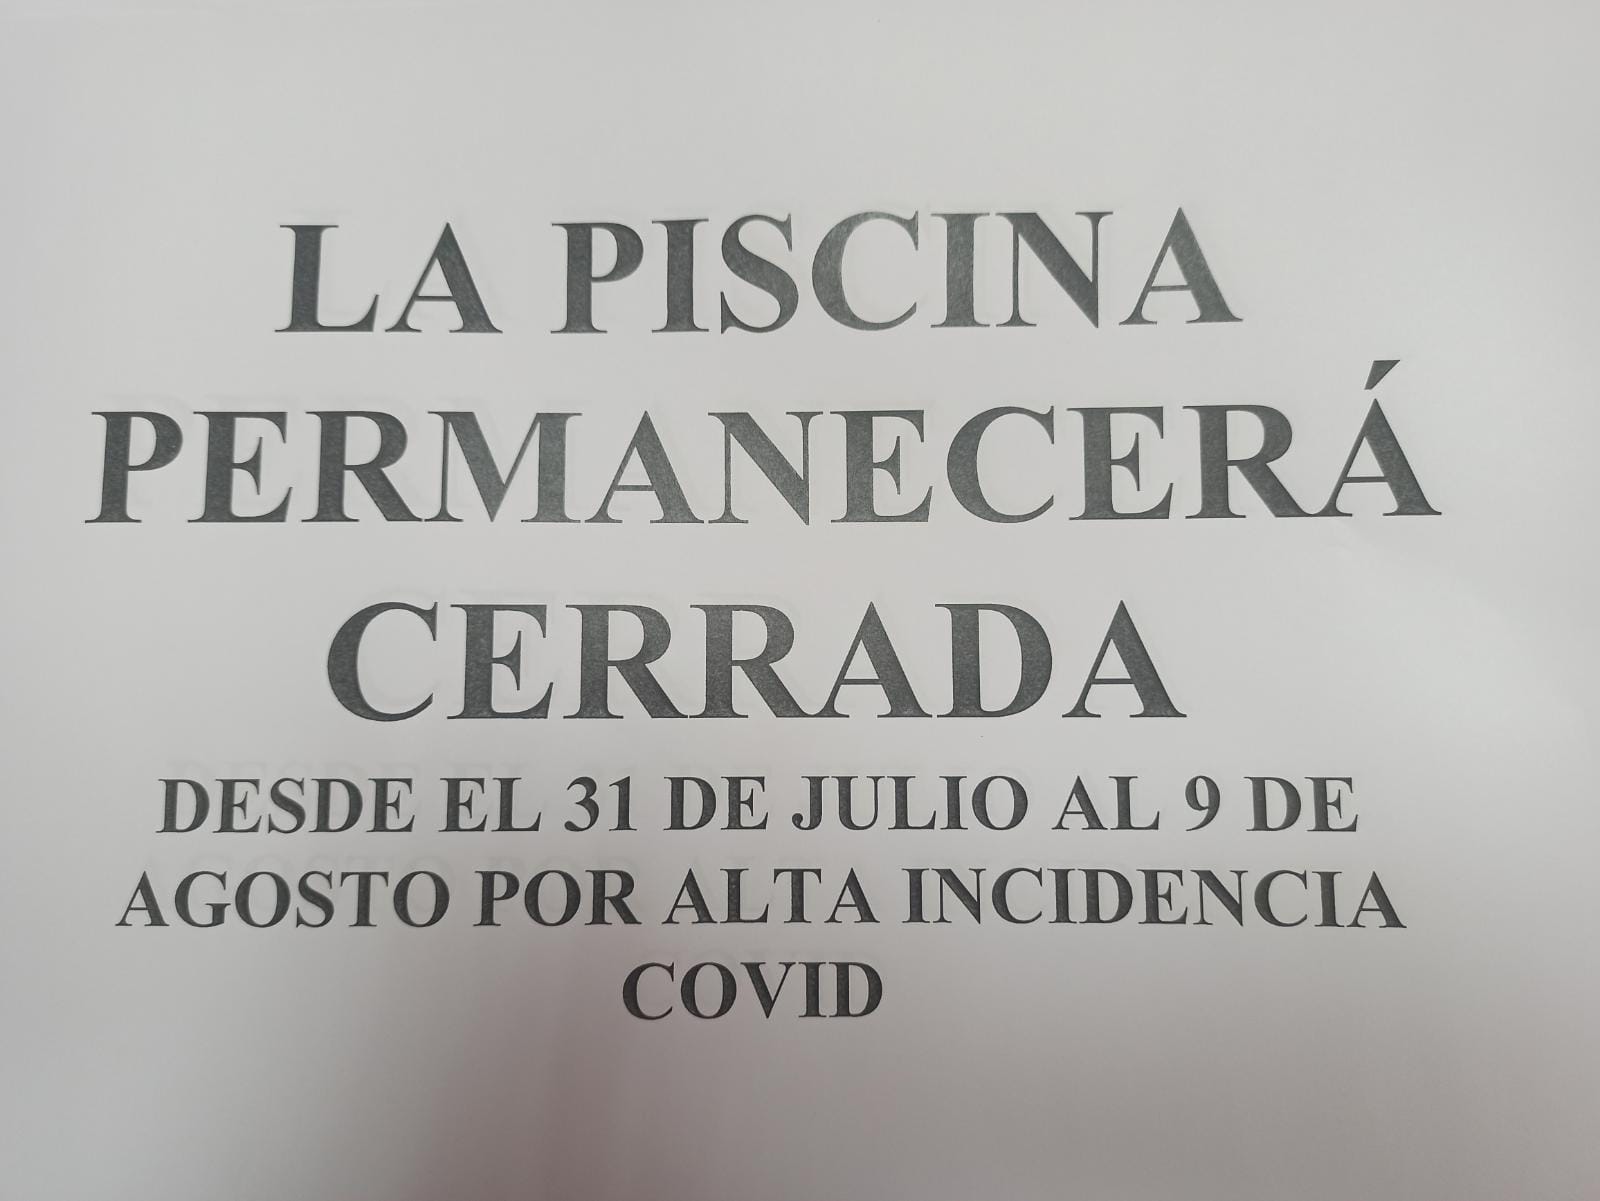 LA PISCINA
PERMANECERÁ
CERRADA
DESDE EL 31 DE JULIO AL 9 DE
AGOSTO POR ALTA INCIDENCIA
COVID